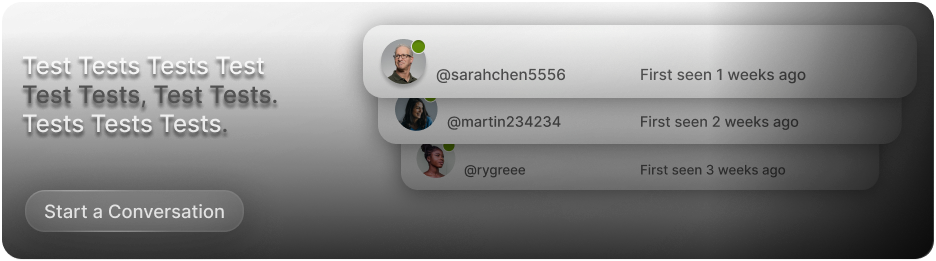 Test Tests Tests Test
Test Tests, Test Tests.
Tests Tests Tests.
Start a Conversation
@sarahchen5556 First seen 1 weeks ago
@martin234234 First seen 2 weeks ago
@rygreee First seen 3 weeks ago